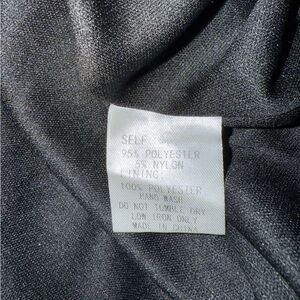 SELF
95% POLYESTER
5% NYLON
LINING:
100% POLYESTER
HAND WASH
DO NOT TUMBLE DRY
LOW IRON ONLY
MADE IN CHINA